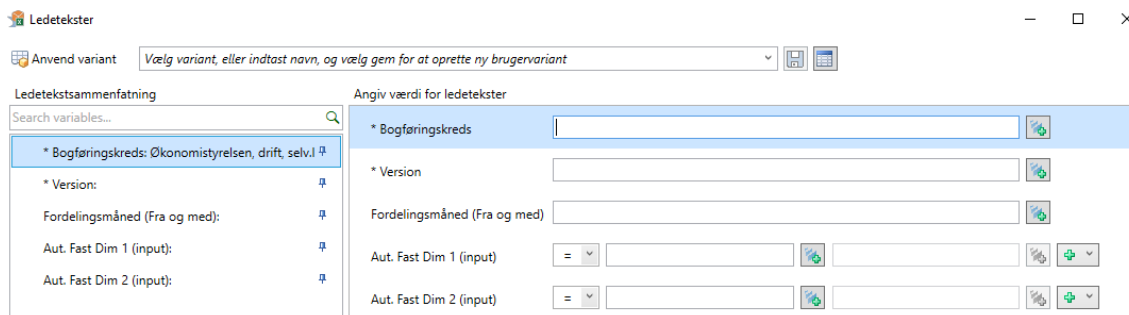 Ledetekster
Anvend variant
Vælg variant, eller indtast navn, og vælg gem for at oprette ny brugervariant
Ledetekstsammenfatning
Search variables...
* Bogføringskreds: Økonomistyrelsen, drift, selv.l
* Version:
Fordelingsmåned (Fra og med):
Aut. Fast Dim 1 (input):
Aut. Fast Dim 2 (input):
Angiv værdi for ledetekster
* Bogføringskreds
* Version
Fordelingsmåned (Fra og med)
Aut. Fast Dim 1 (input) =
Aut. Fast Dim 2 (input) =